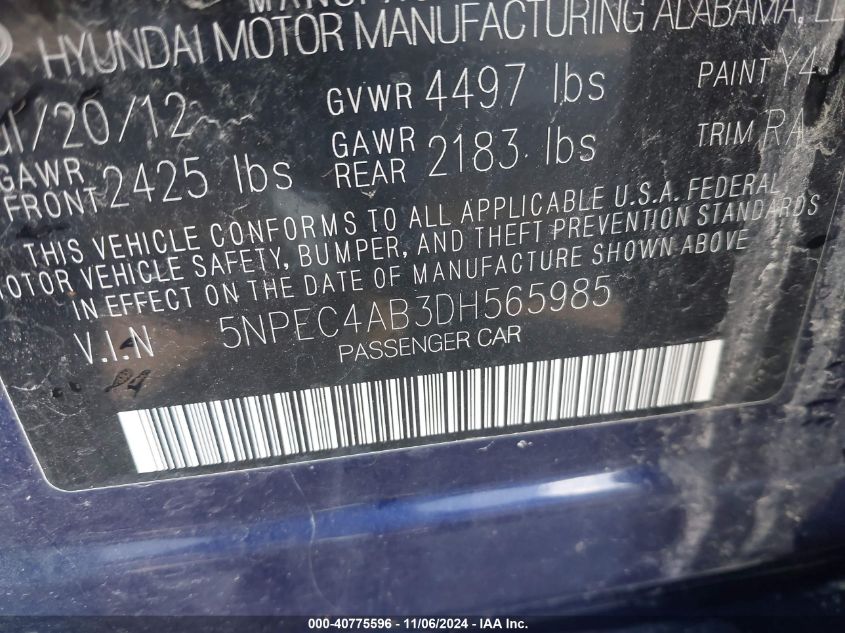 HYUNDAI MOTOR MANUFACTURING ALABAMA,
/20/12 GVWR 4497 lbs PAINT Y4
GAWR FRONT 2425 lbs GAWR REAR 2183 lbs TRIM RA
THIS VEHICLE CONFORMS TO ALL APPLICABLE U.S.A. FEDERAL
MOTOR VEHICLE SAFETY, BUMPER, AND THEFT PREVENTION STANDARDS
IN EFFECT ON THE DATE OF MANUFACTURE SHOWN ABOVE
V.I.N 5NPEC4AB3DH565985
PASSENGER CAR
000-40775596 - 11/06/2024 - IAA Inc.